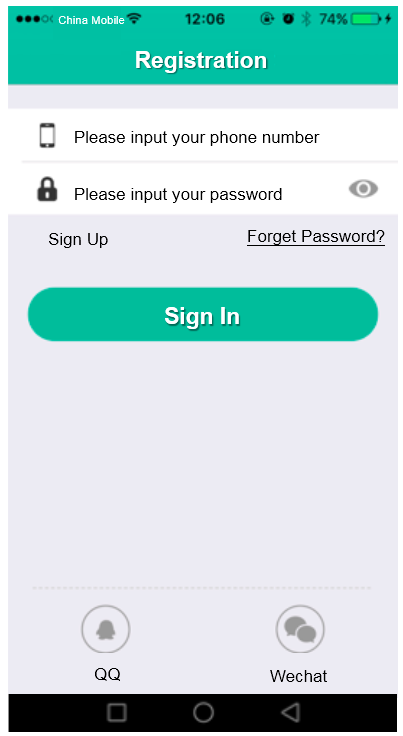 China Mobile 12:06 74%
Registration
Please input your phone number
Please input your password
Sign Up Forget Password?
Sign In
QQ Wechat